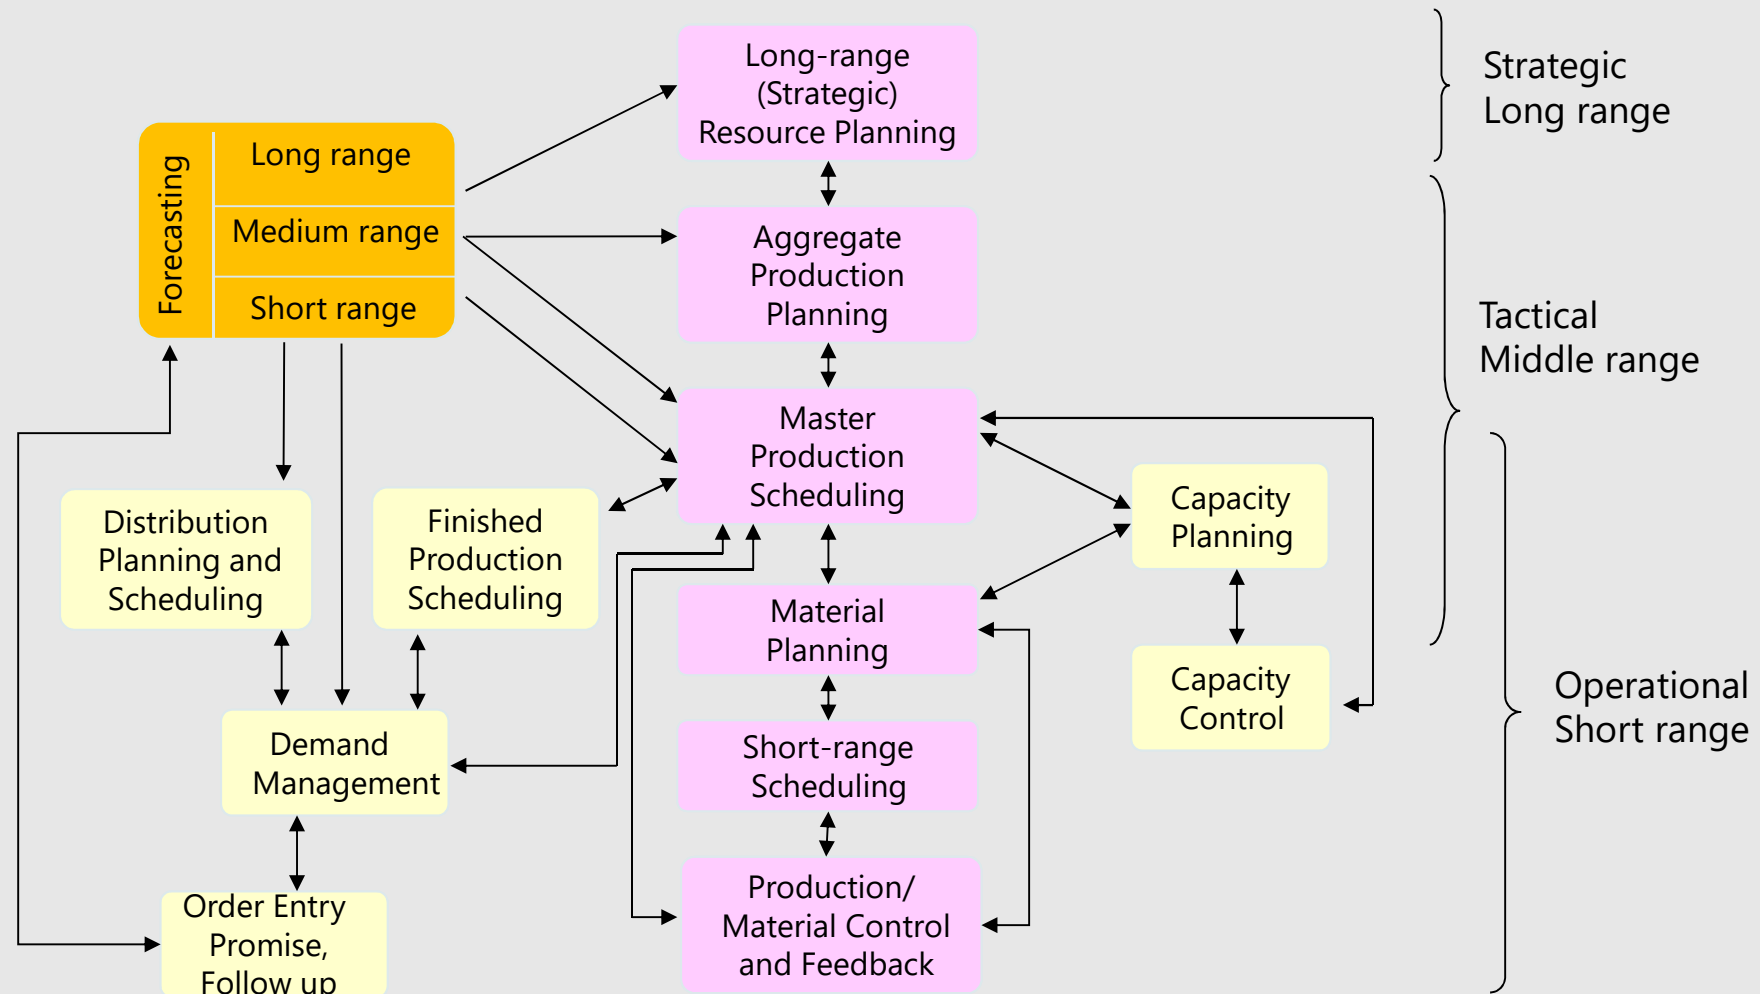 Long-range
(Strategic)
Resource Planning
Strategic
Long range
Forecasting
Long range
Medium range
Short range
Aggregate
Production
Planning
Tactical
Middle range
Master
Production
Scheduling
Distribution
Planning and
Scheduling
Finished
Production
Scheduling
Capacity
Planning
Material
Planning
Capacity
Control
Operational
Short range
Demand
Management
Short-range
Scheduling
Order Entry
Promise,
Follow up
Production/
Material Control
and Feedback